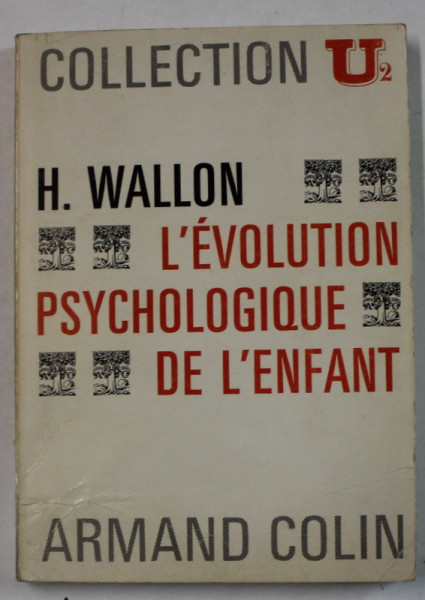 COLLECTION U2
H. WALLON
L'ÉVOLUTION
PSYCHOLOGIQUE
DE L'ENFANT
ARMAND COLIN